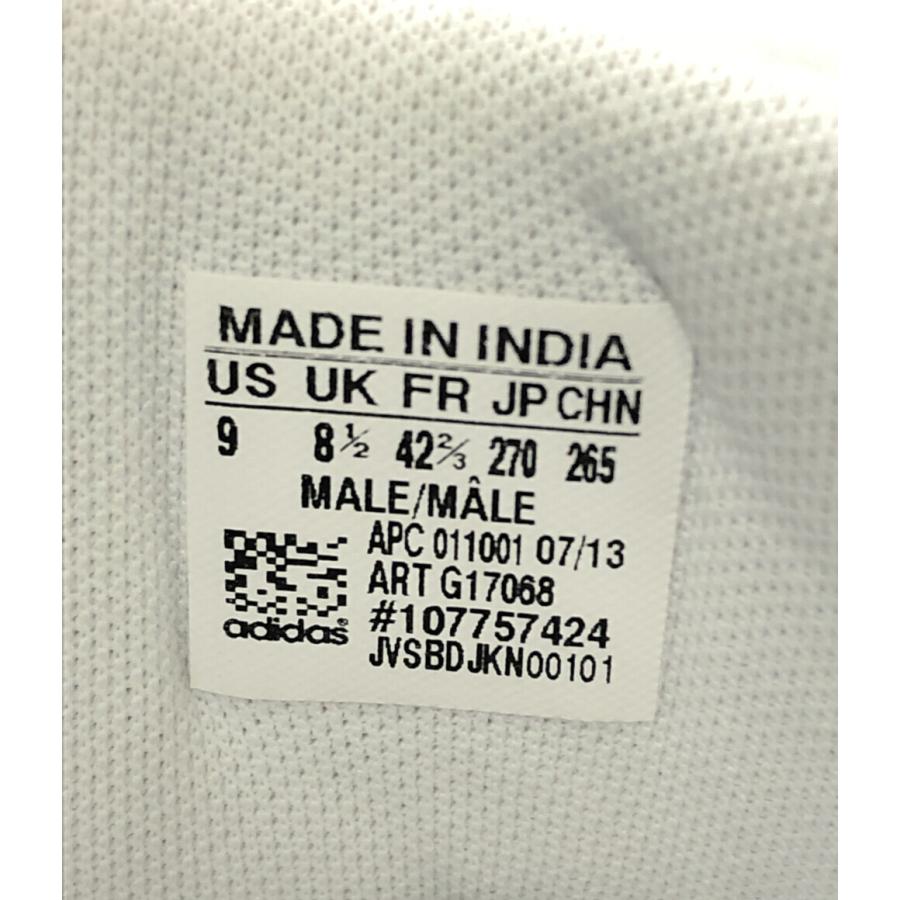 MADE IN INDIA
US UK FR JP CHN
9 8½ 42⅔ 270 265
MALE/MÂLE
APC 011001 07/13
ART G17068
#107757424
adidas®
JVSBDJKN00101